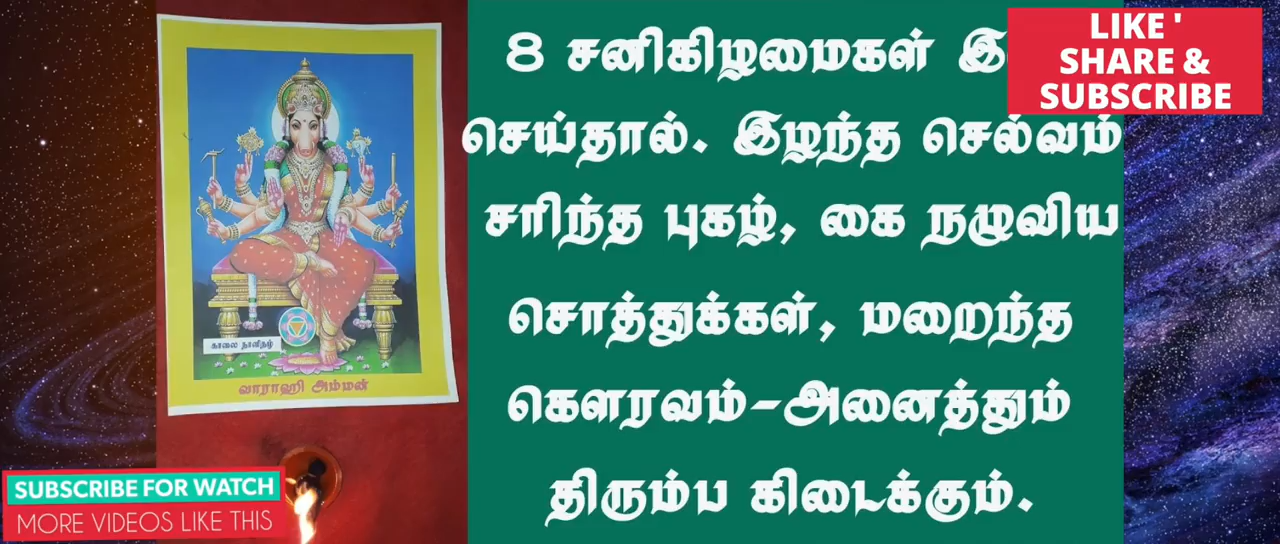 8 சனிகிழமைகள்
செய்தால். இழந்த செல்வம்
சரிந்த புகழ், கை நழுவிய
சொத்துக்கள், மறைந்த
கௌரவம்-அனைத்தும்
திரும்ப கிடைக்கும்.
LIKE '
SHARE &
SUBSCRIBE
காலை நாளிதழ்
வாராஹி அம்மன்
SUBSCRIBE FOR WATCH
MORE VIDEOS LIKE THIS